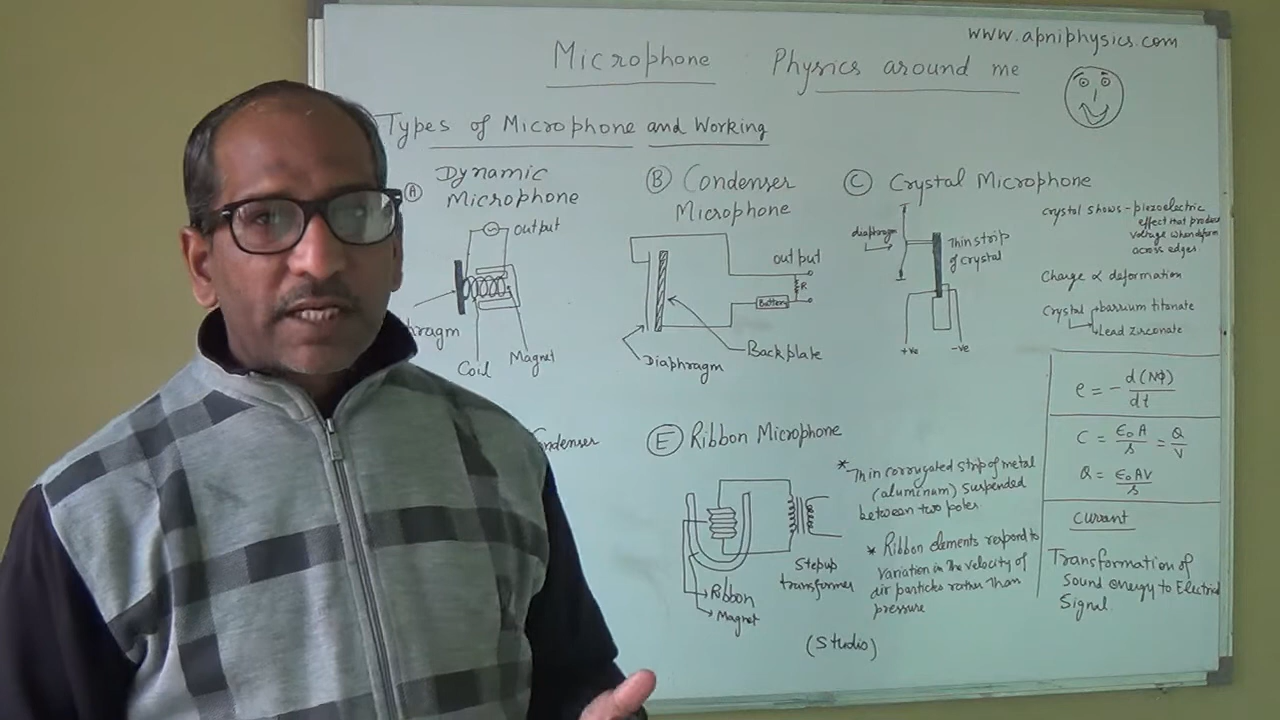 www.apniphysics.com
Microphone Physics around me
Types of Microphone and Working
A Dynamic
Microphone
output
Coil
Magnet
B Condenser
Microphone
output
R
Battery
Diaphragm
Backplate
C Crystal Microphone
diaphragm
Thin strip
of crystal
+ve -ve
Crystal shows - piezoelectric
effect that produce
voltage when deform
across edges
Charge ∝ deformation
Crystal barrium titanate
Lead zirconate
e = - d(NΦ)/dt
C = ε₀A/s = Q/V
Q = ε₀AV/s
Current
Transformation of
Sound energy to Electrical
Signal.
E Ribbon Microphone
Ribbon
Magnet
Stepup
transformer
* Thin corrugated strip of metal
(aluminum) suspended
between two poles
* Ribbon elements respond to
variation in the velocity of
air particles rather than
pressure
(Studio)